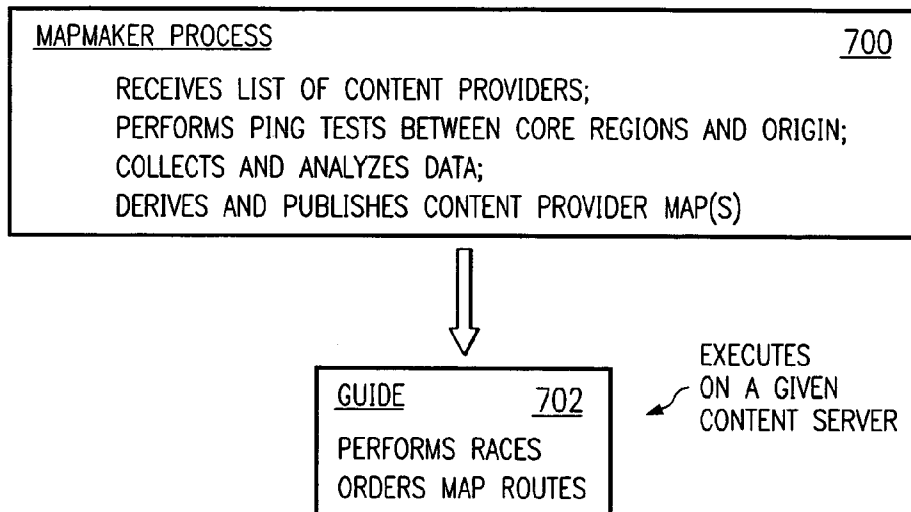 MAPMAKER PROCESS 700
RECEIVES LIST OF CONTENT PROVIDERS;
PERFORMS PING TESTS BETWEEN CORE REGIONS AND ORIGIN;
COLLECTS AND ANALYZES DATA;
DERIVES AND PUBLISHES CONTENT PROVIDER MAP(S)
GUIDE 702
PERFORMS RACES
ORDERS MAP ROUTES
EXECUTES
ON A GIVEN
CONTENT SERVER